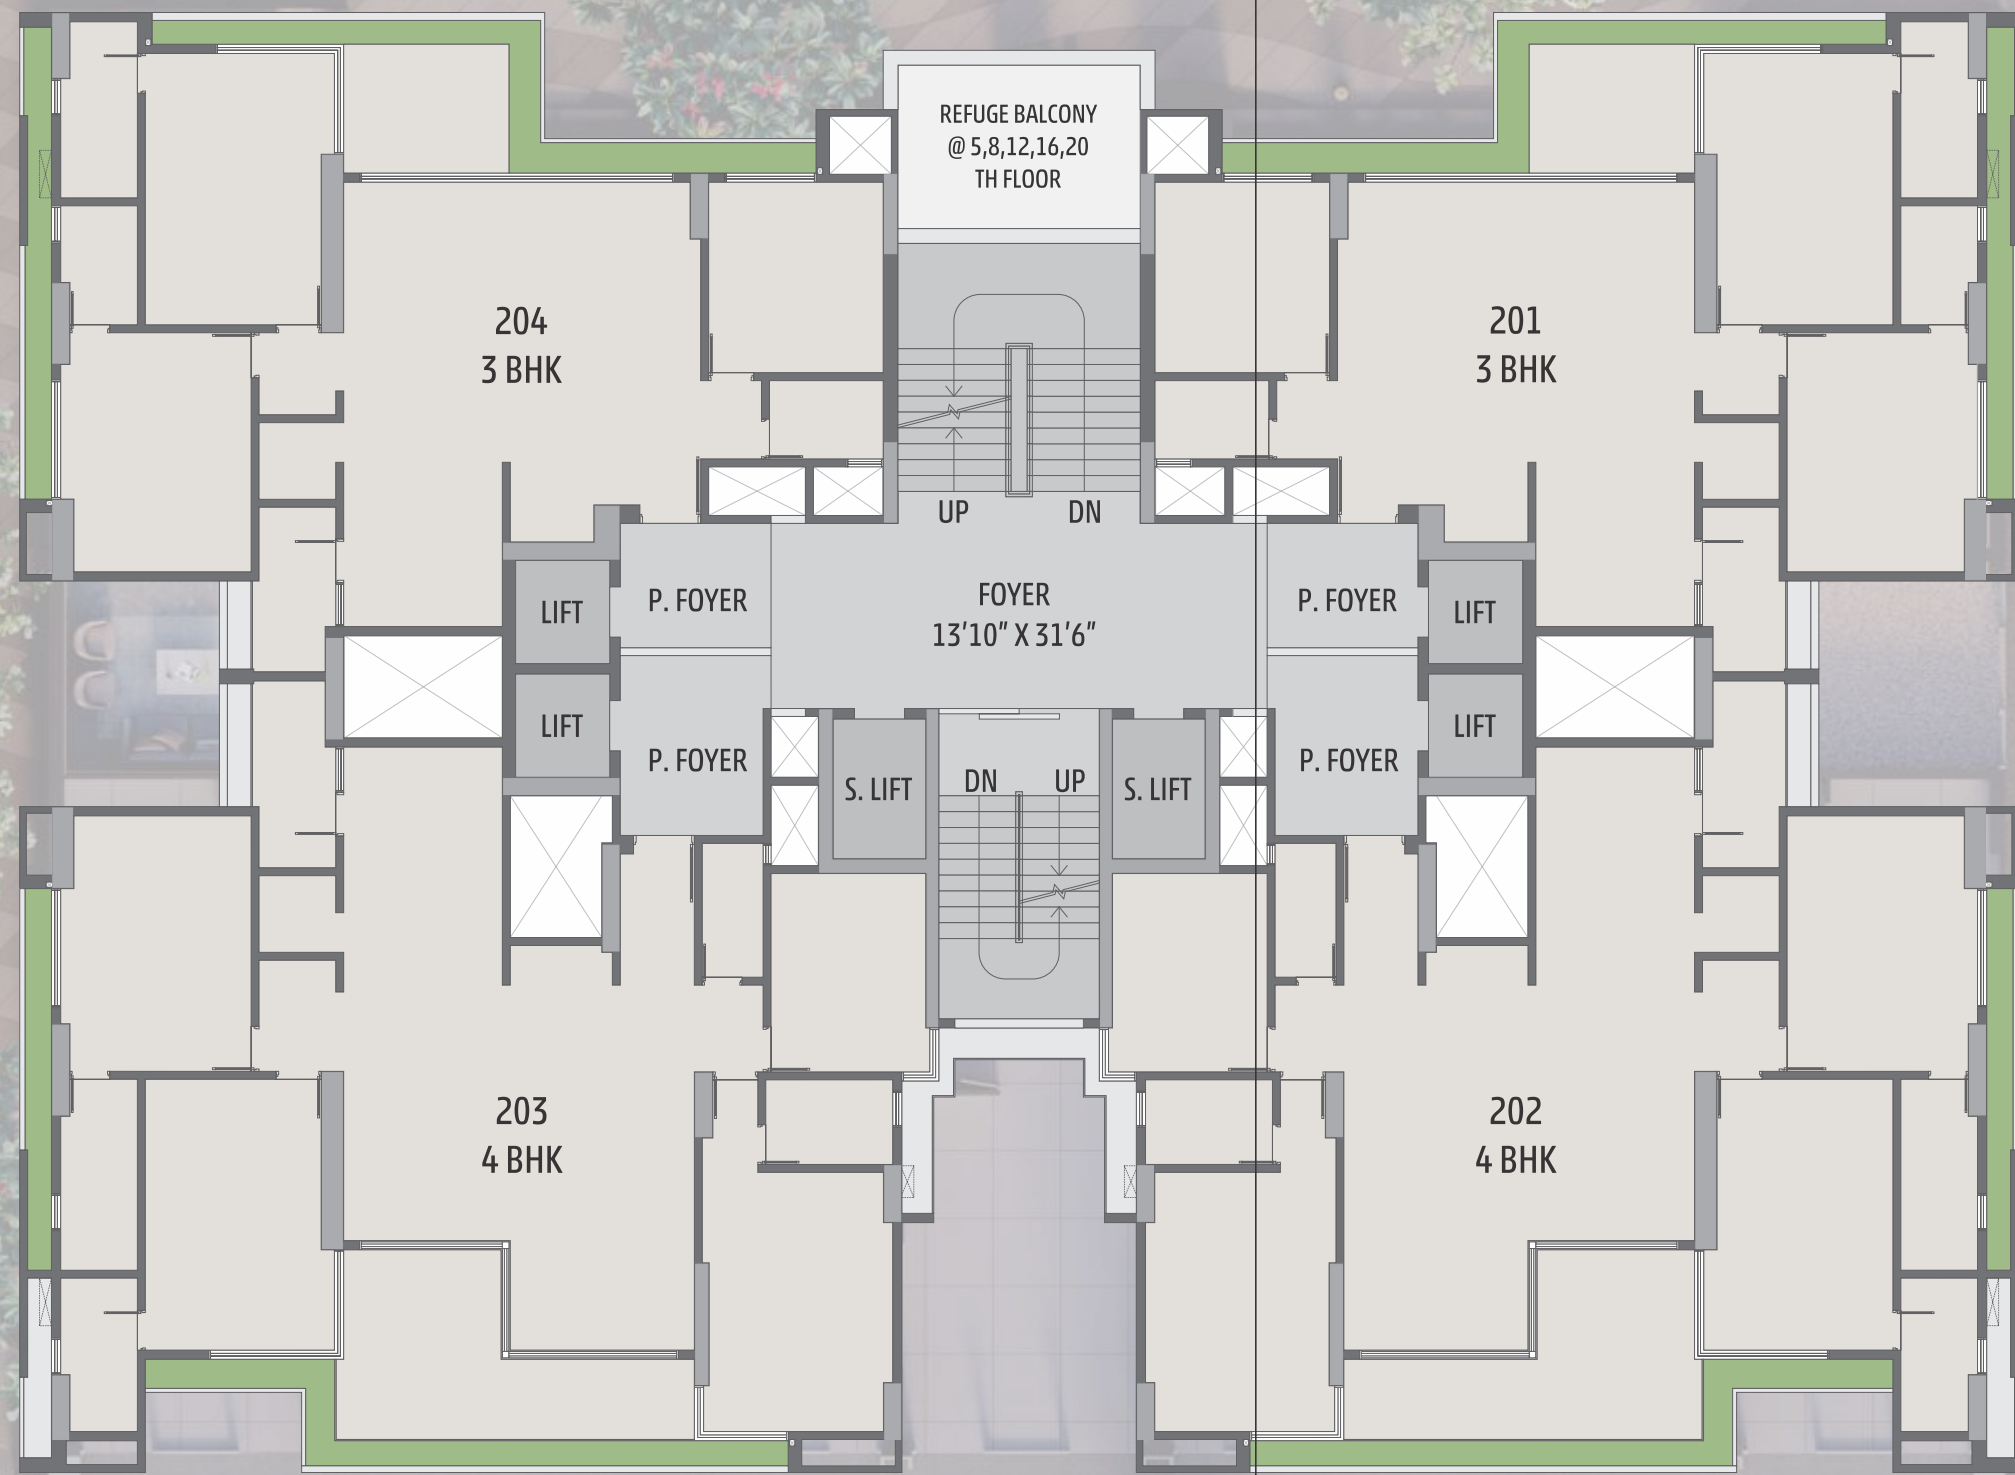 REFUGE BALCONY
@ 5,8,12,16,20
TH FLOOR
204
3 BHK
201
3 BHK
UP
DN
P. FOYER
FOYER
13'10" X 31'6"
P. FOYER
LIFT
LIFT
LIFT
P. FOYER
P. FOYER
LIFT
S. LIFT
DN
UP
S. LIFT
203
4 BHK
202
4 BHK